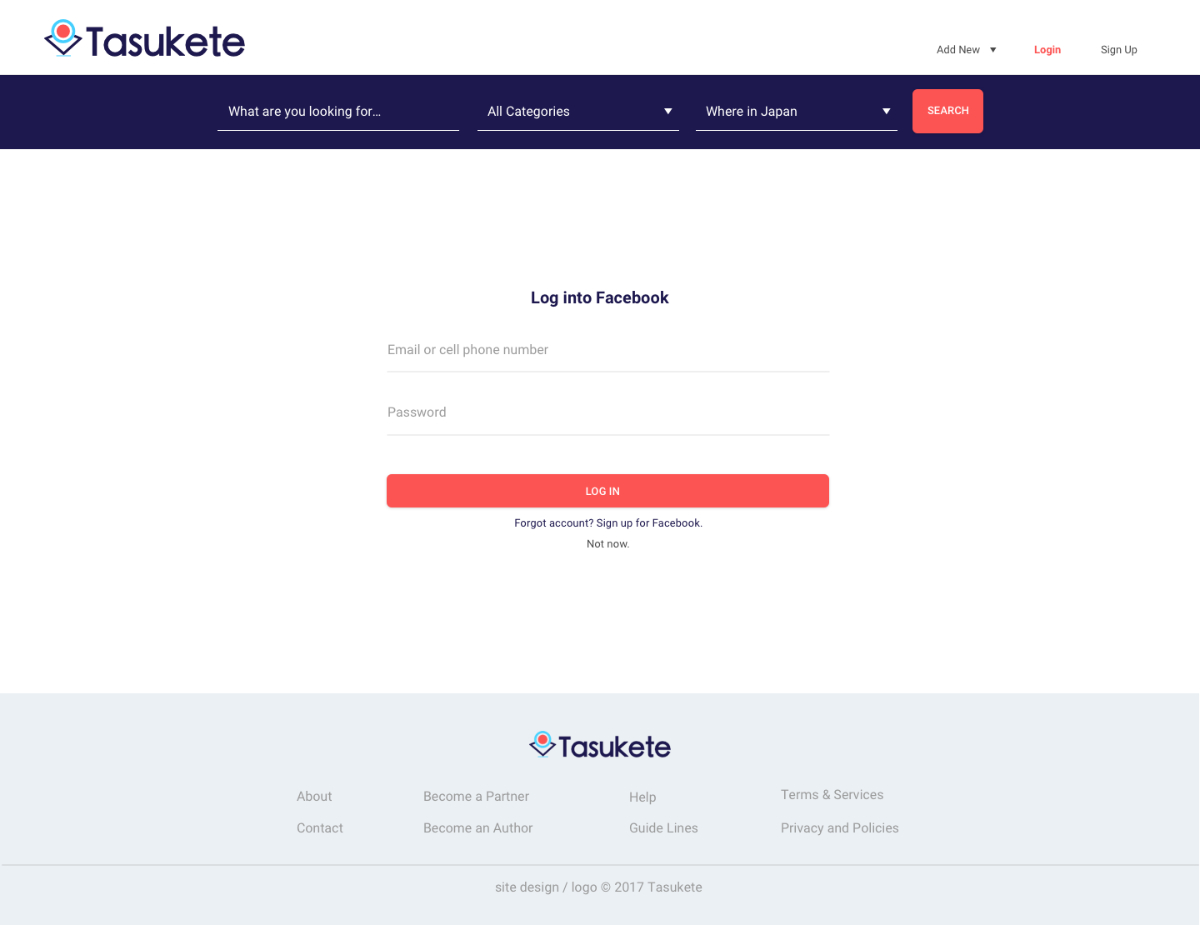 Tasukete
Add New
Login
Sign Up
What are you looking for...
All Categories
Where in Japan
SEARCH
Log into Facebook
Email or cell phone number
Password
LOG IN
Forgot account? Sign up for Facebook.
Not now.
Tasukete
About
Become a Partner
Help
Terms & Services
Contact
Become an Author
Guide Lines
Privacy and Policies
site design / logo © 2017 Tasukete